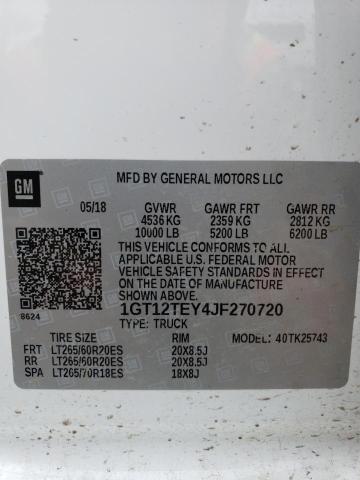 GM
MFD BY GENERAL MOTORS LLC
05/18 GVWR GAWR FRT GAWR RR
4536 KG 2359 KG 2812 KG
10000 LB 5200 LB 6200 LB
THIS VEHICLE CONFORMS TO ALL
APPLICABLE U.S. FEDERAL MOTOR
VEHICLE SAFETY STANDARDS IN EFFECT
ON THE DATE OF MANUFACTURE SHOWN ABOVE.
8624 1GT12TEY4JF270720
TYPE: TRUCK
TIRE SIZE RIM MODEL: 40TK25743
FRT LT265/60R20ES 20X8.5J
RR LT265/60R20ES 20X8.5J
SPA LT265/70R18ES 18X8J